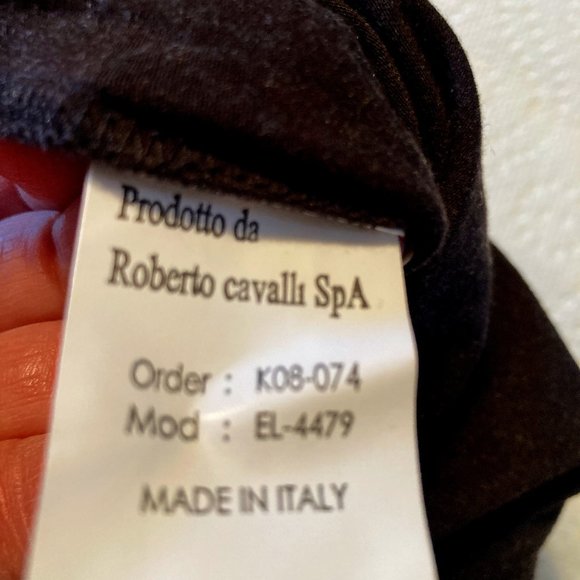 Prodotto da
Roberto cavallı SpA
Order : K08-074
Mod : EL-4479
MADE IN ITALY